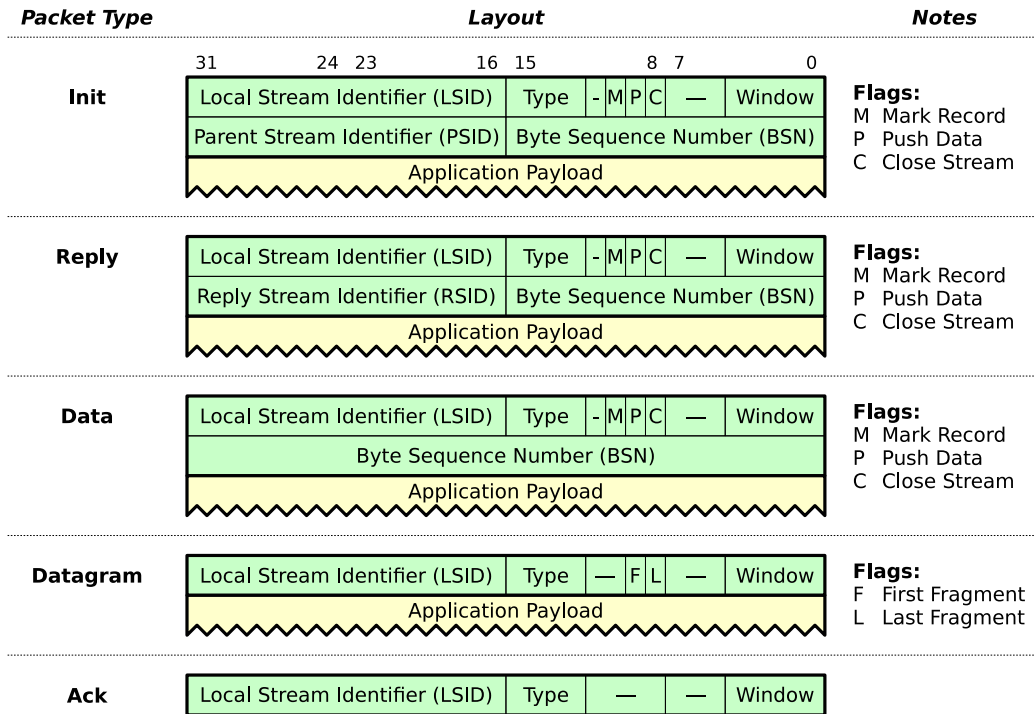 Packet Type Layout Notes
31 24 23 16 15 8 7 0
Init Local Stream Identifier (LSID) Type - M P C — Window Flags:
M Mark Record
Parent Stream Identifier (PSID) Byte Sequence Number (BSN) P Push Data
C Close Stream
Application Payload
Reply Local Stream Identifier (LSID) Type - M P C — Window Flags:
M Mark Record
Reply Stream Identifier (RSID) Byte Sequence Number (BSN) P Push Data
C Close Stream
Application Payload
Data Local Stream Identifier (LSID) Type - M P C — Window Flags:
M Mark Record
Byte Sequence Number (BSN) P Push Data
C Close Stream
Application Payload
Datagram Local Stream Identifier (LSID) Type — F L — Window Flags:
F First Fragment
Application Payload L Last Fragment
Ack Local Stream Identifier (LSID) Type — — Window